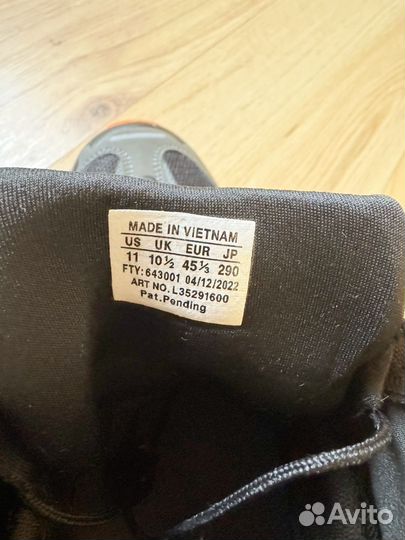 MADE IN VIETNAM
US UK EUR JP
11 10½ 45⅓ 290
FTY:643001 04/12/2022
ART NO.L35291600
Pat.Pending
Avito